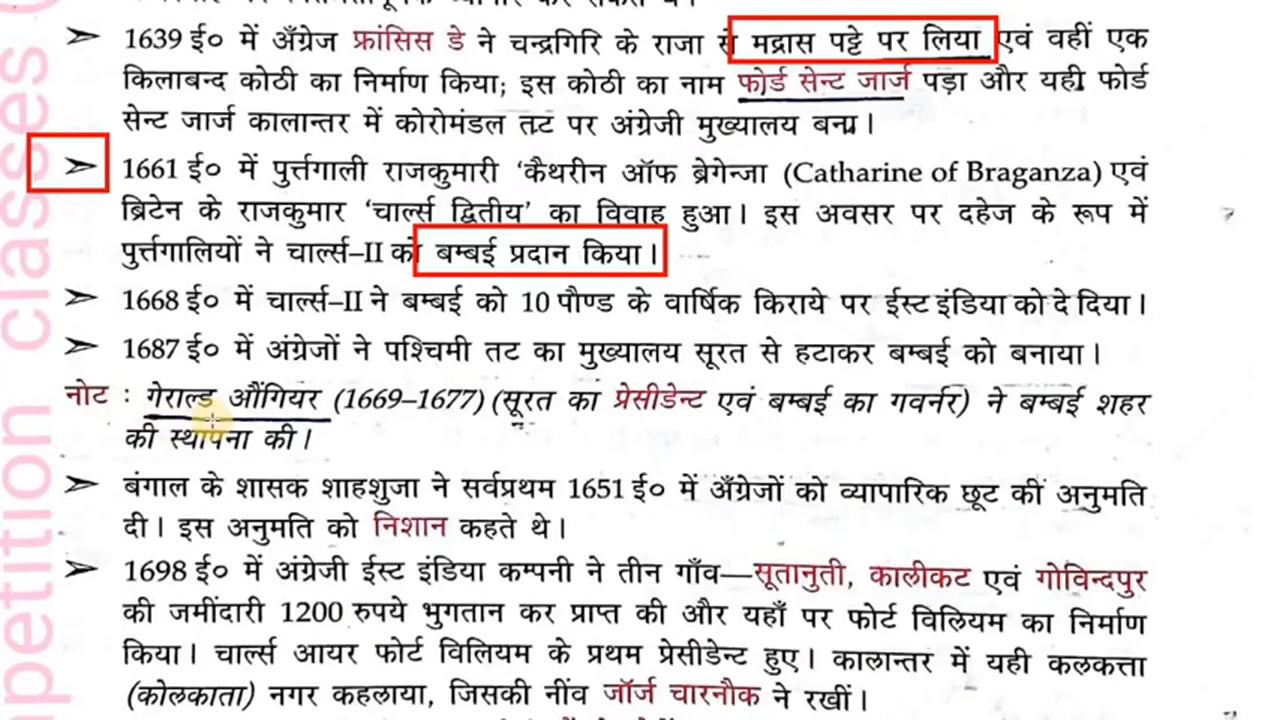 ➢ 1639 ई० में अँग्रेज फ्रांसिस डे ने चन्द्रगिरि के राजा से मद्रास पट्टे पर लिया एवं वहीं एक
किलाबन्द कोठी का निर्माण किया; इस कोठी का नाम फोर्ड सेन्ट जार्ज पड़ा और यही फोर्ड
सेन्ट जार्ज कालान्तर में कोरोमंडल तट पर अंग्रेजी मुख्यालय बना।
➢ 1661 ई० में पुर्त्तगाली राजकुमारी ‘कैथरीन ऑफ ब्रेगेन्जा (Catharine of Braganza) एवं
ब्रिटेन के राजकुमार ‘चार्ल्स द्वितीय’ का विवाह हुआ। इस अवसर पर दहेज के रूप में
पुर्त्तगालियों ने चार्ल्स–II को बम्बई प्रदान किया।
➢ 1668 ई० में चार्ल्स–II ने बम्बई को 10 पौण्ड के वार्षिक किराये पर ईस्ट इंडिया को दे दिया।
➢ 1687 ई० में अंग्रेजों ने पश्चिमी तट का मुख्यालय सूरत से हटाकर बम्बई को बनाया।
नोट : गेराल्ड औंगियर (1669–1677) (सूरत का प्रेसीडेन्ट एवं बम्बई का गवर्नर) ने बम्बई शहर
की स्थापना की।
➢ बंगाल के शासक शाहशुजा ने सर्वप्रथम 1651 ई० में अँग्रेजों को व्यापारिक छूट की अनुमति
दी। इस अनुमति को निशान कहते थे।
➢ 1698 ई० में अंग्रेजी ईस्ट इंडिया कम्पनी ने तीन गाँव—सूतानुती, कालीकट एवं गोविन्दपुर
की जमींदारी 1200 रुपये भुगतान कर प्राप्त की और यहाँ पर फोर्ट विलियम का निर्माण
किया। चार्ल्स आयर फोर्ट विलियम के प्रथम प्रेसीडेन्ट हुए। कालान्तर में यही कलकत्ता
(कोलकाता) नगर कहलाया, जिसकी नींव जॉर्ज चारनौक ने रखीं।
petition classes